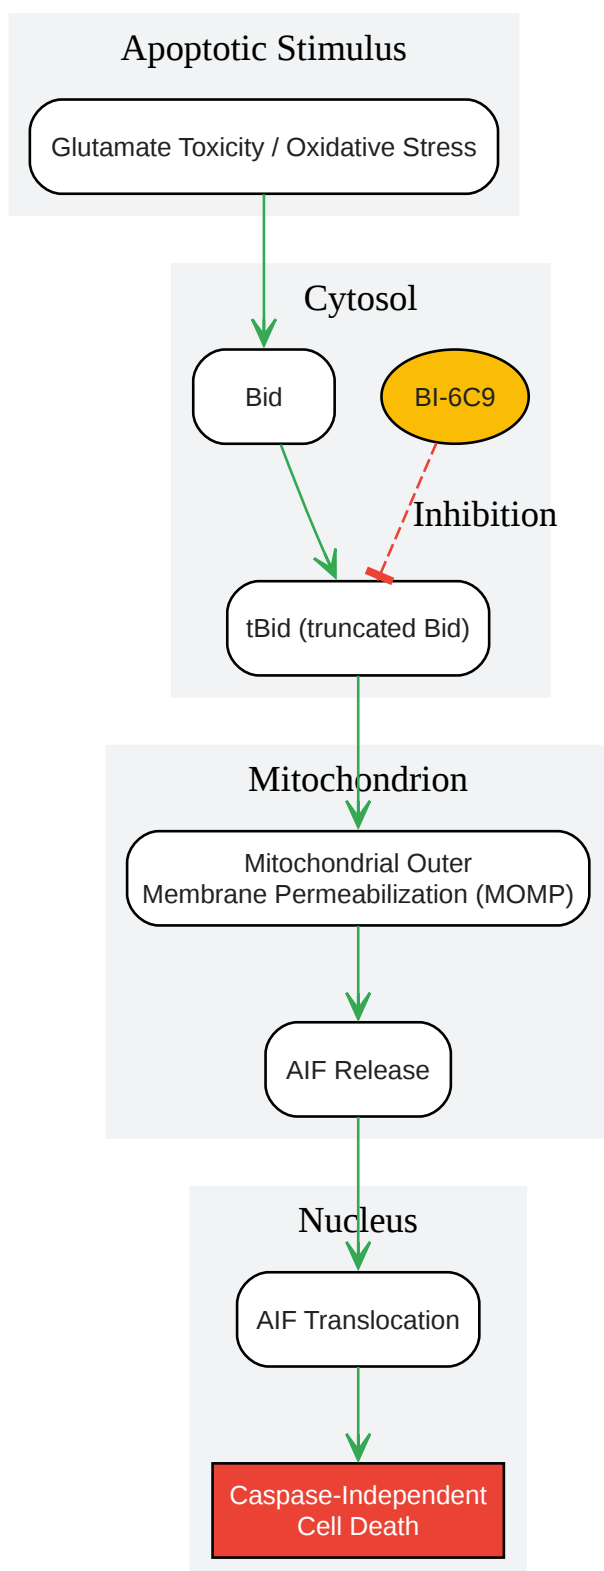 Apoptotic Stimulus
Glutamate Toxicity / Oxidative Stress
Cytosol
Bid
BI-6C9
Inhibition
tBid (truncated Bid)
Mitochondrion
Mitochondrial Outer
Membrane Permeabilization (MOMP)
AIF Release
Nucleus
AIF Translocation
Caspase-Independent
Cell Death